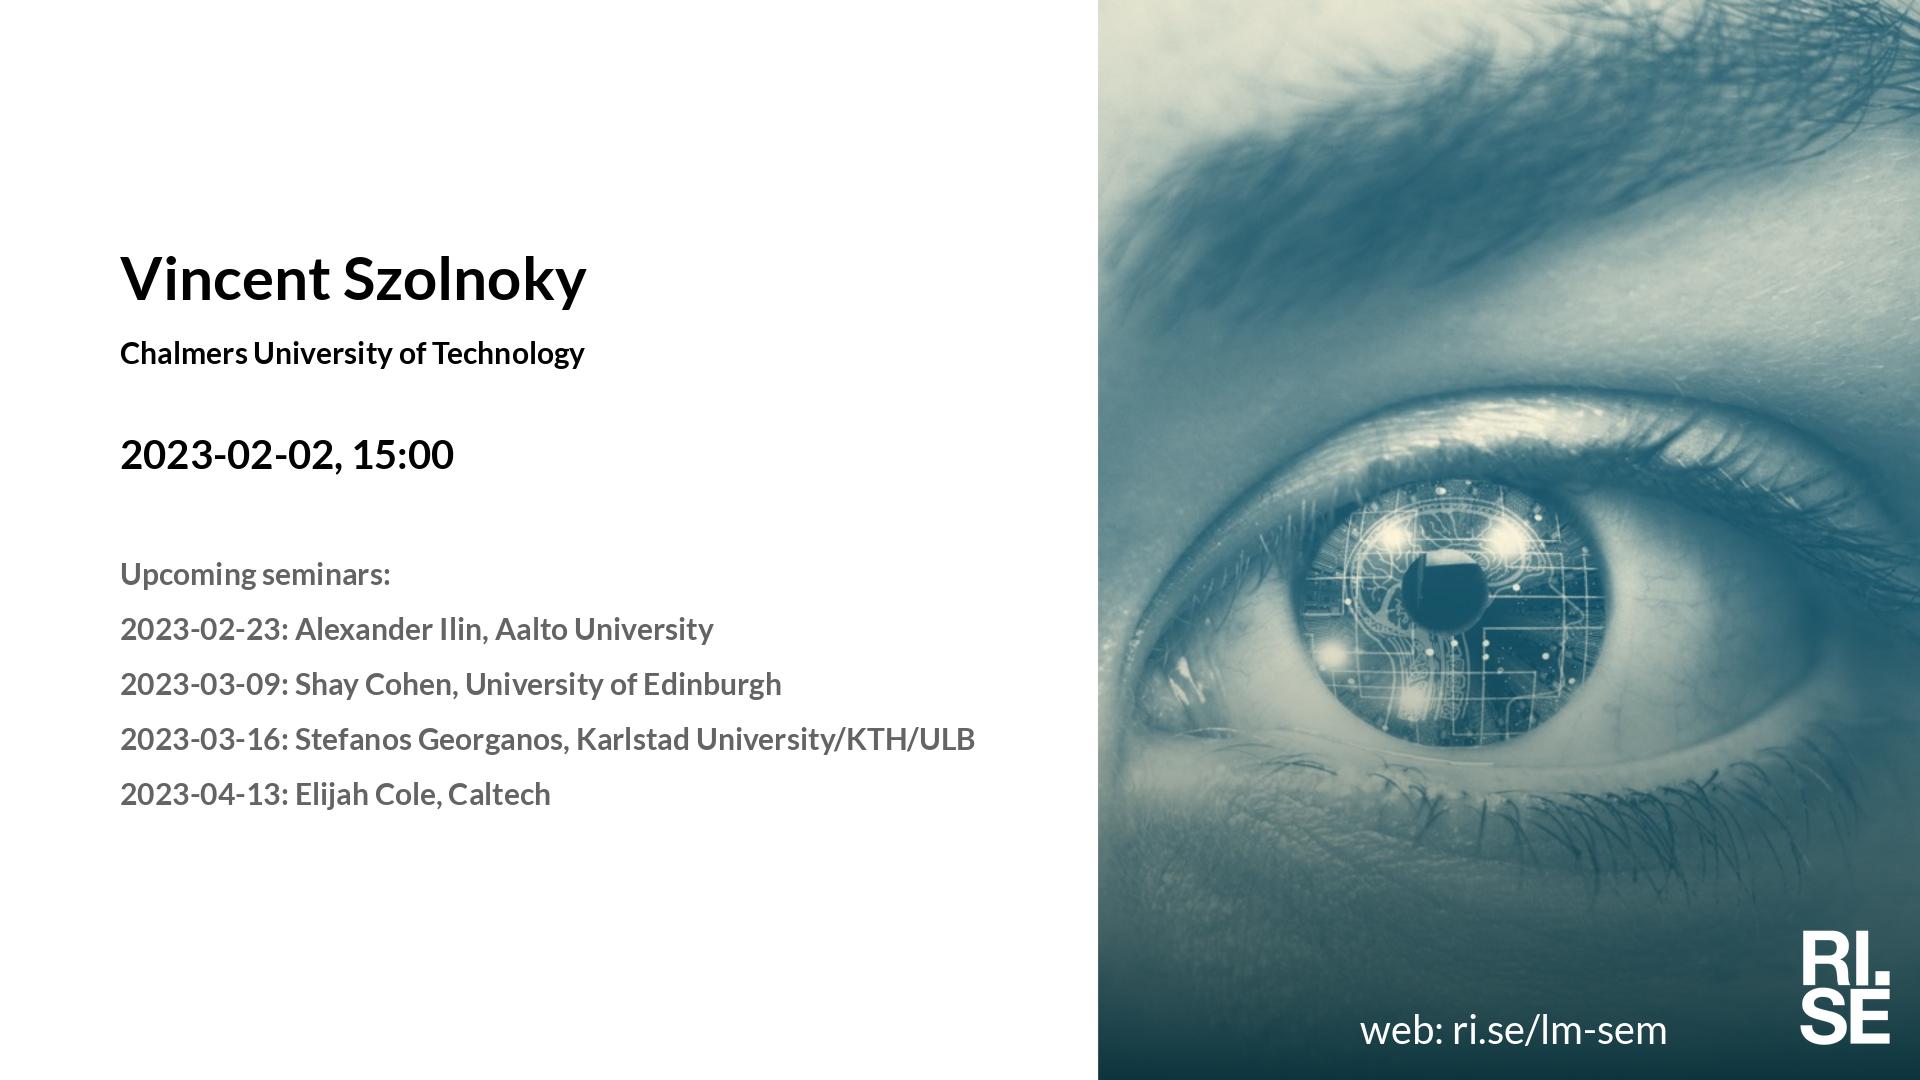 Vincent Szolnoky
Chalmers University of Technology
2023-02-02, 15:00
Upcoming seminars:
2023-02-23: Alexander Ilin, Aalto University
2023-03-09: Shay Cohen, University of Edinburgh
2023-03-16: Stefanos Georganos, Karlstad University/KTH/ULB
2023-04-13: Elijah Cole, Caltech
web: ri.se/lm-sem
RI.
SE